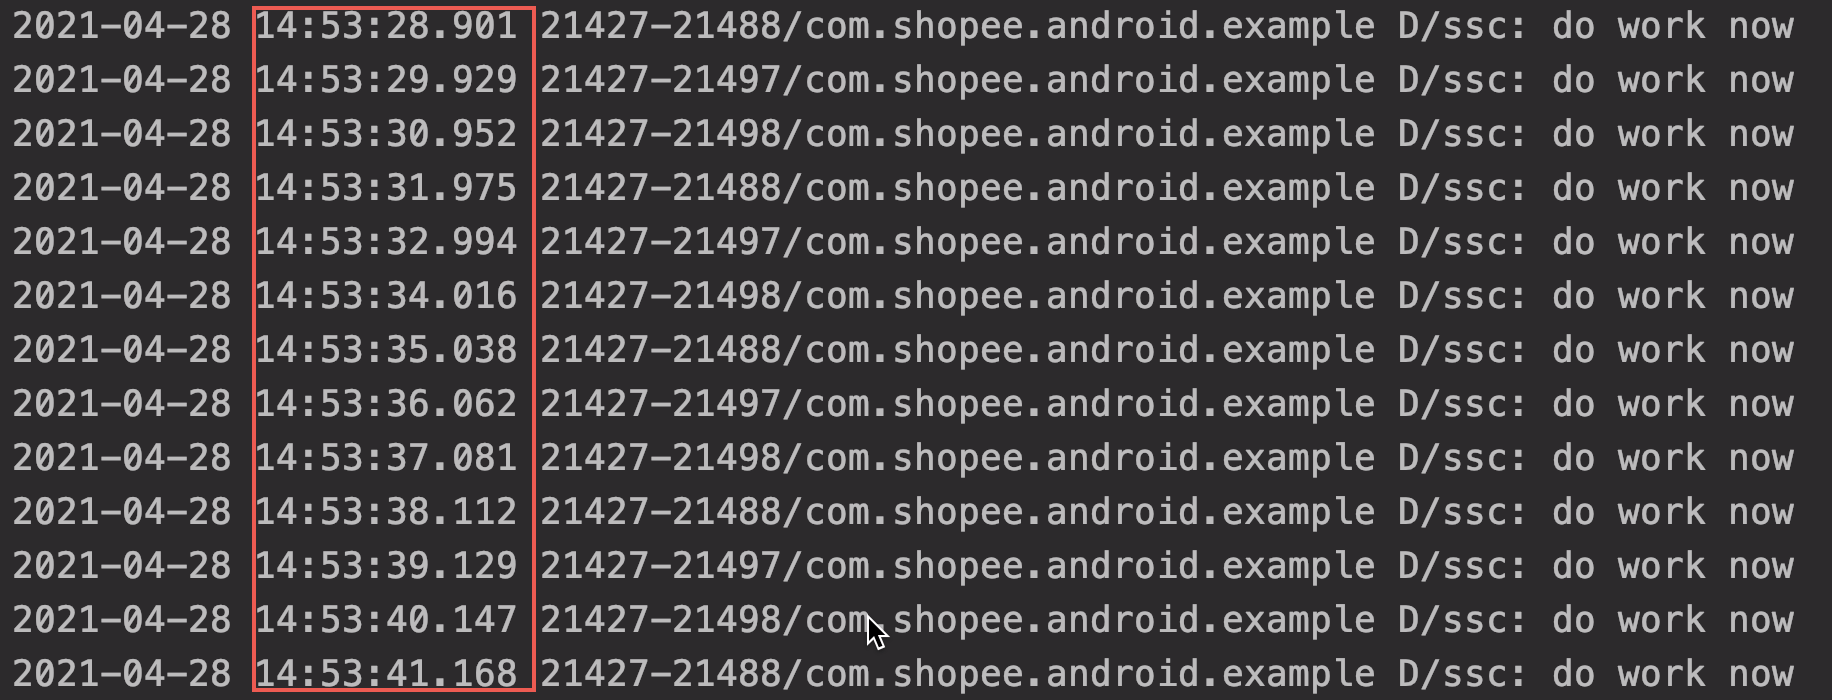 2021-04-28 14:53:28.901 21427-21488/com.shopee.android.example D/ssc: do work now
2021-04-28 14:53:29.929 21427-21497/com.shopee.android.example D/ssc: do work now
2021-04-28 14:53:30.952 21427-21498/com.shopee.android.example D/ssc: do work now
2021-04-28 14:53:31.975 21427-21488/com.shopee.android.example D/ssc: do work now
2021-04-28 14:53:32.994 21427-21497/com.shopee.android.example D/ssc: do work now
2021-04-28 14:53:34.016 21427-21498/com.shopee.android.example D/ssc: do work now
2021-04-28 14:53:35.038 21427-21488/com.shopee.android.example D/ssc: do work now
2021-04-28 14:53:36.062 21427-21497/com.shopee.android.example D/ssc: do work now
2021-04-28 14:53:37.081 21427-21498/com.shopee.android.example D/ssc: do work now
2021-04-28 14:53:38.112 21427-21488/com.shopee.android.example D/ssc: do work now
2021-04-28 14:53:39.129 21427-21497/com.shopee.android.example D/ssc: do work now
2021-04-28 14:53:40.147 21427-21498/com.shopee.android.example D/ssc: do work now
2021-04-28 14:53:41.168 21427-21488/com.shopee.android.example D/ssc: do work now